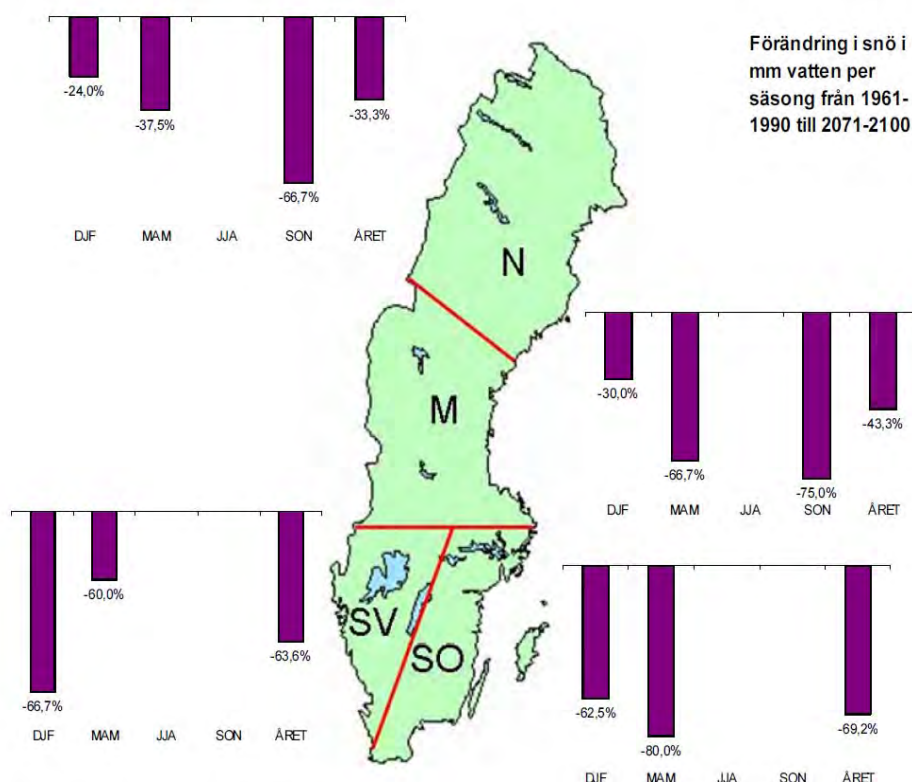 Förändring i snö i
mm vatten per
säsong från 1961-
1990 till 2071-2100
-24,0%
-37,5%
-66,7%
-33,3%
DJF MAM JJA SON ÅRET
N
-30,0%
-66,7%
-75,0%
-43,3%
DJF MAM JJA SON ÅRET
M
-66,7%
-60,0%
-63,6%
DJF MAM JJA SON ÅRET
SV
SO
-62,5%
-80,0%
-69,2%
DJF MAM JJA SON ÅRET